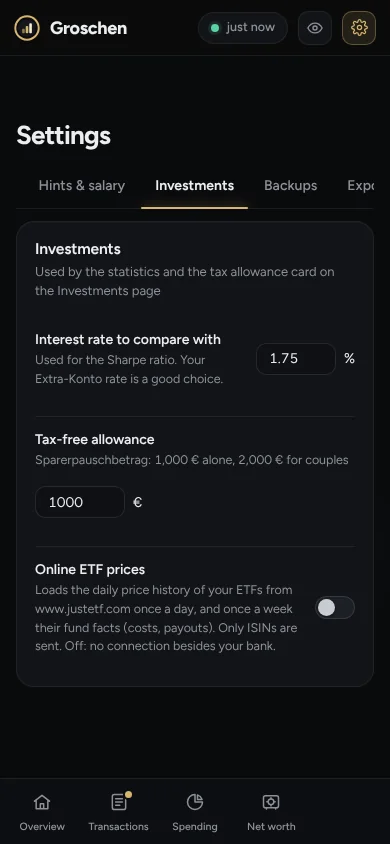 Groschen
just now
Settings
Hints & salary Investments Backups Expo
Investments
Used by the statistics and the tax allowance card on
the Investments page
Interest rate to compare with
Used for the Sharpe ratio. Your
Extra-Konto rate is a good choice.
1.75 %
Tax-free allowance
Sparerpauschbetrag: 1,000 € alone, 2,000 € for couples
1000 €
Online ETF prices
Loads the daily price history of your ETFs from
www.justetf.com once a day, and once a week
their fund facts (costs, payouts). Only ISINs are
sent. Off: no connection besides your bank.
Overview Transactions Spending Net worth